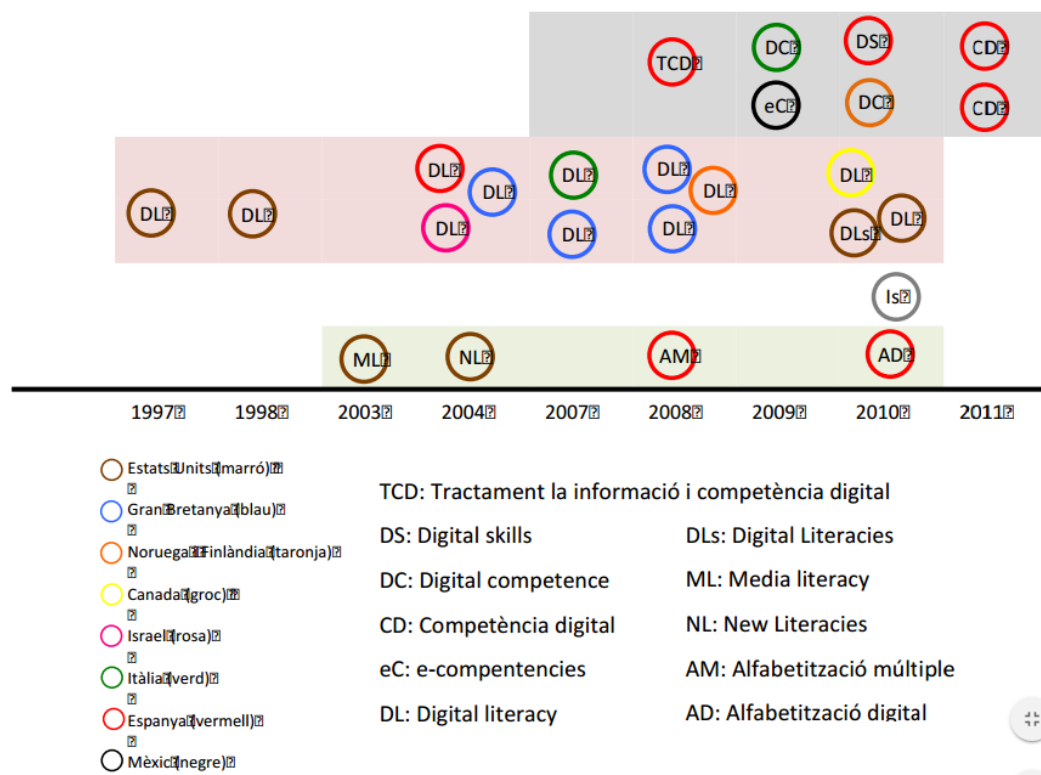 TCD DC DS CD
eC DC CD
DL DL DL DL
DL DL
DL DL DL DL DL DL DLs
Is
ML NL AM AD
1997 1998 2003 2004 2007 2008 2009 2010 2011
Estats Units (marró)
Gran Bretanya (blau)
Noruega Finlàndia (taronja)
Canada (groc)
Israel (rosa)
Itàlia (verd)
Espanya (vermell)
Mèxic (negre)
TCD: Tractament la informació i competència digital
DS: Digital skills
DC: Digital competence
CD: Competència digital
eC: e-compentencies
DL: Digital literacy
DLs: Digital Literacies
ML: Media literacy
NL: New Literacies
AM: Alfabetització múltiple
AD: Alfabetització digital